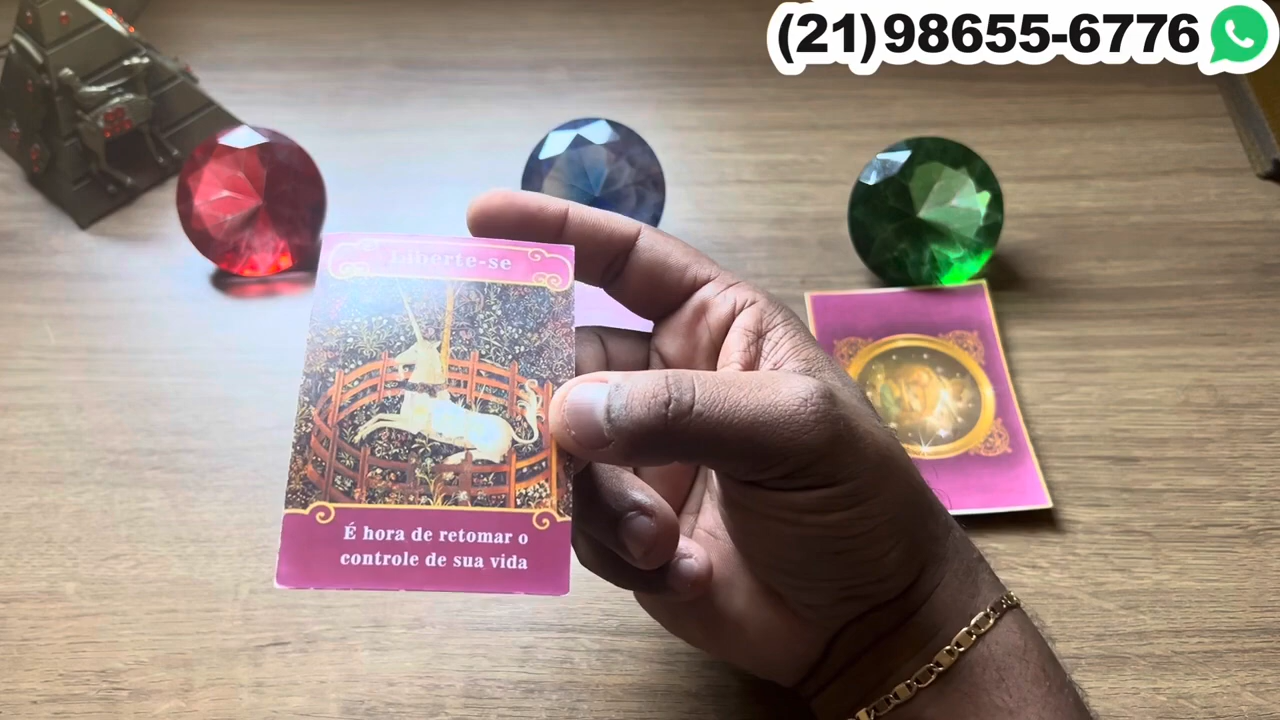 (21)98655-6776
Liberte-se
É hora de retomar o
controle de sua vida